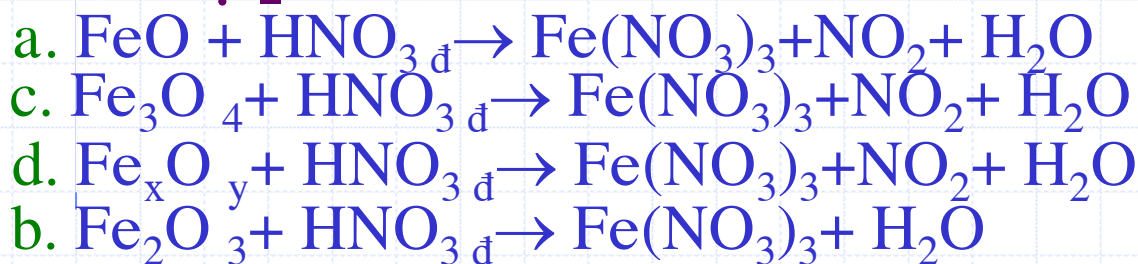 a. FeO + HNO₃ đ→ Fe(NO₃)₃+NO₂+ H₂O
c. Fe₃O ₄+ HNO₃ đ→ Fe(NO₃)₃+NO₂+ H₂O
d. FeₓO y+ HNO₃ đ→ Fe(NO₃)₃+NO₂+ H₂O
b. Fe₂O ₃+ HNO₃ đ→ Fe(NO₃)₃+ H₂O